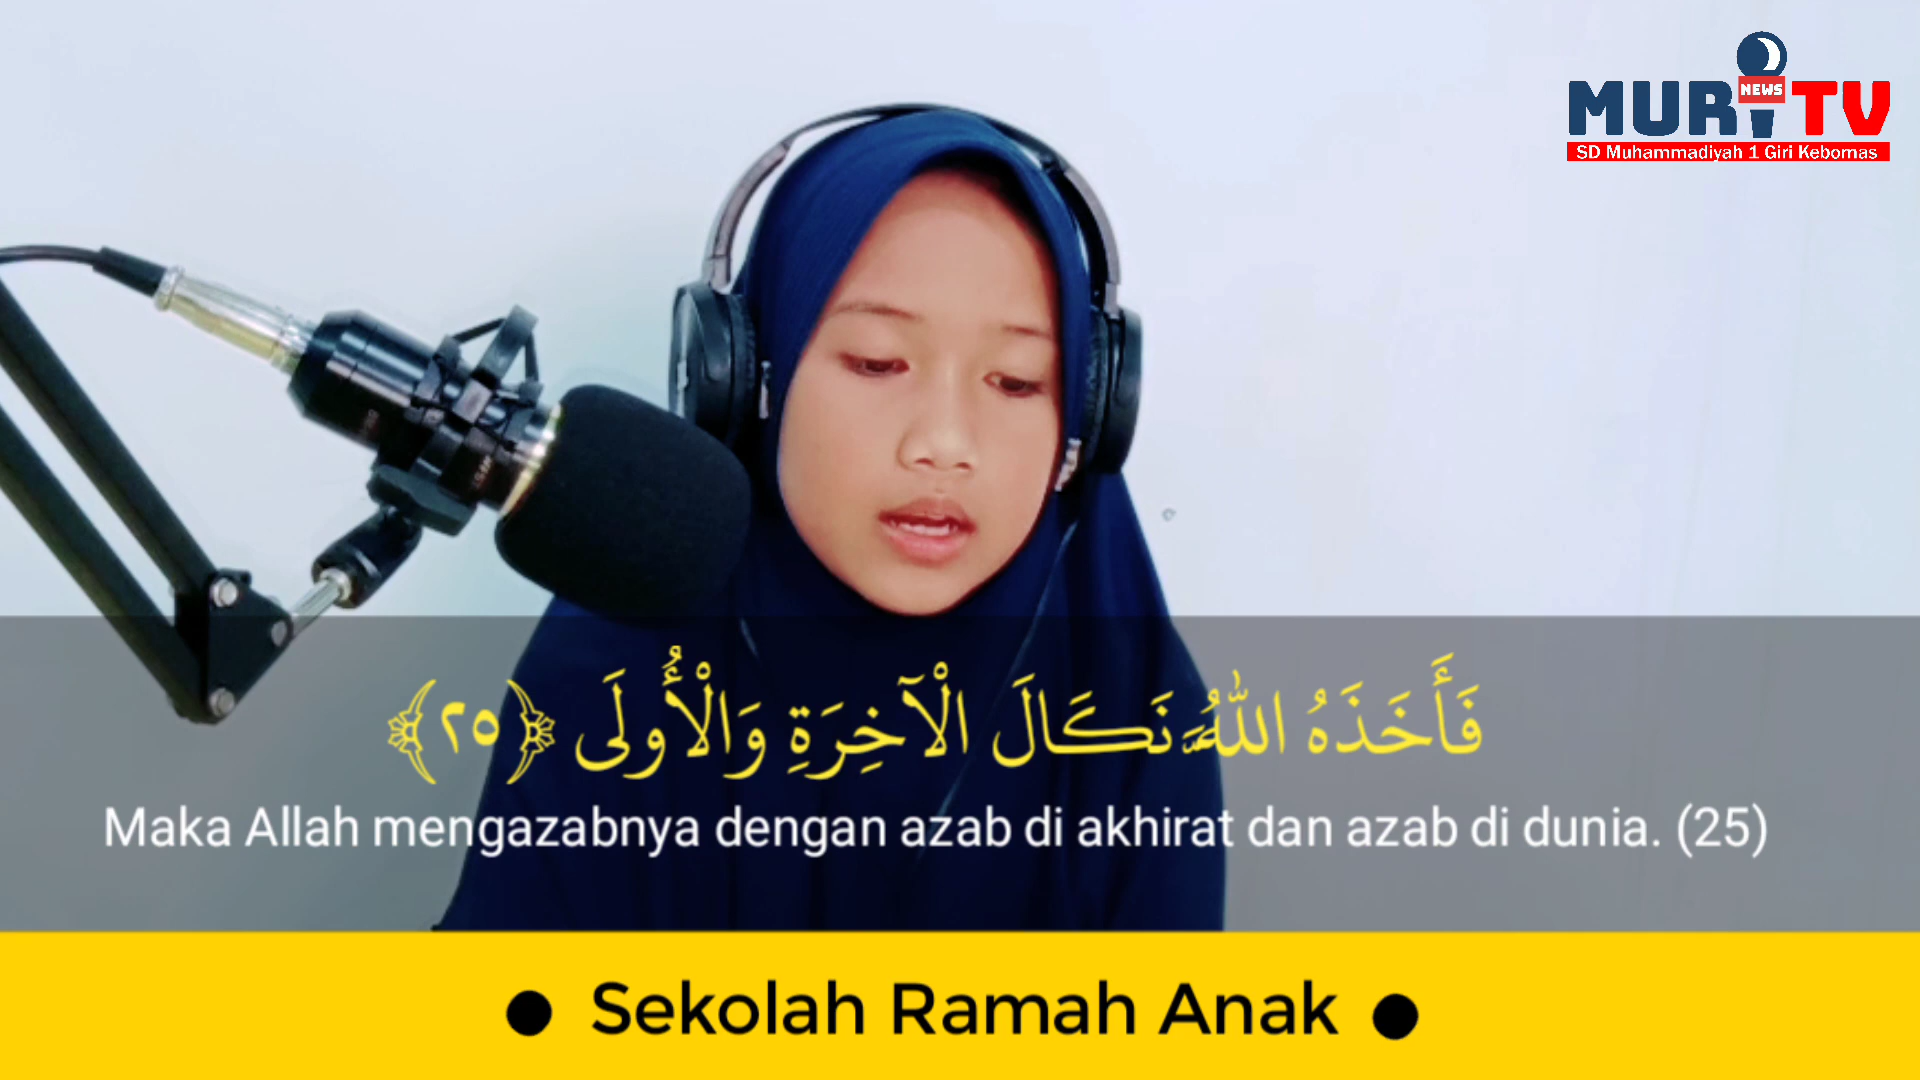 MURi TV
NEWS
SD Muhammadiyah 1 Giri Kebomas
فَأَخَذَهُ اللَّهُ نَكَالَ الْآخِرَةِ وَالْأُولَى ﴿٢٥﴾
Maka Allah mengazabnya dengan azab di akhirat dan azab di dunia. (25)
● Sekolah Ramah Anak ●